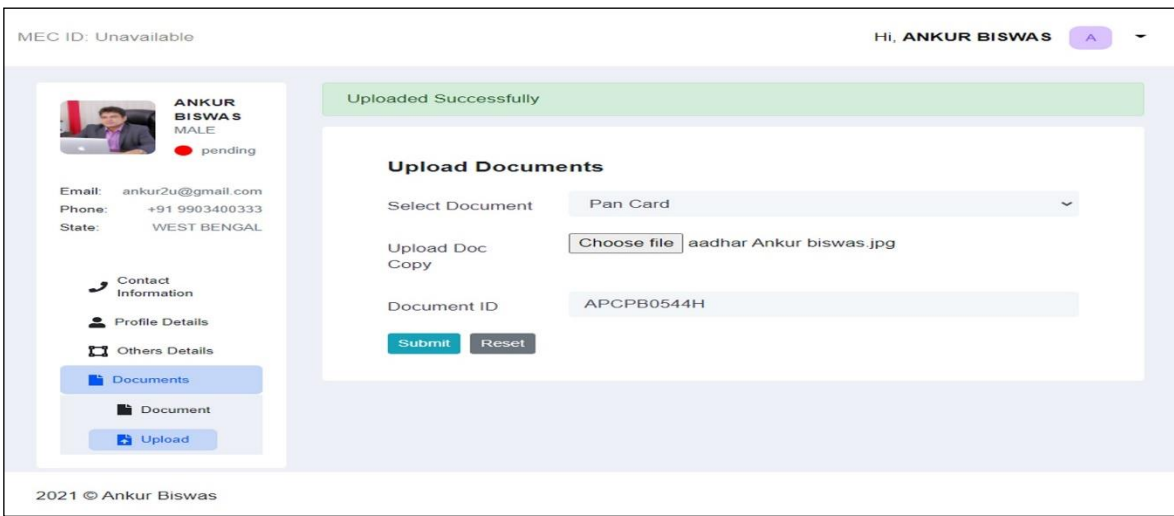 MEC ID: Unavailable
Hi, ANKUR BISWAS
A
ANKUR
BISWAS
MALE
pending
Email: ankur2u@gmail.com
Phone: +91 9903400333
State: WEST BENGAL
Contact
Information
Profile Details
Others Details
Documents
Document
Upload
Uploaded Successfully
Upload Documents
Select Document Pan Card
Upload Doc
Copy
Choose file aadhar Ankur biswas.jpg
Document ID APCPB0544H
Submit Reset
2021 © Ankur Biswas